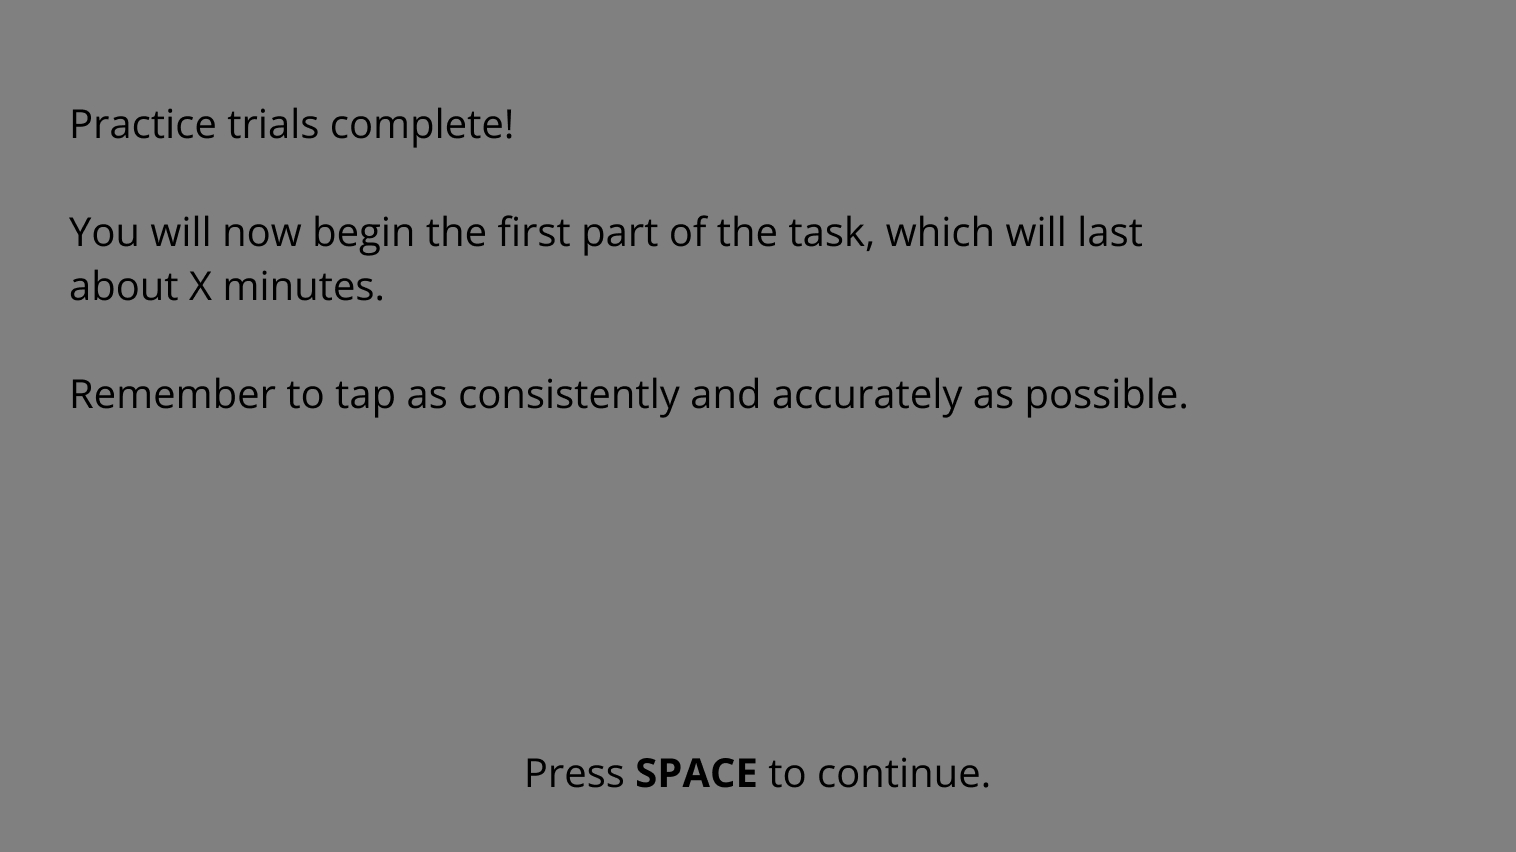 Practice trials complete!
You will now begin the first part of the task, which will last
about X minutes.
Remember to tap as consistently and accurately as possible.
Press SPACE to continue.